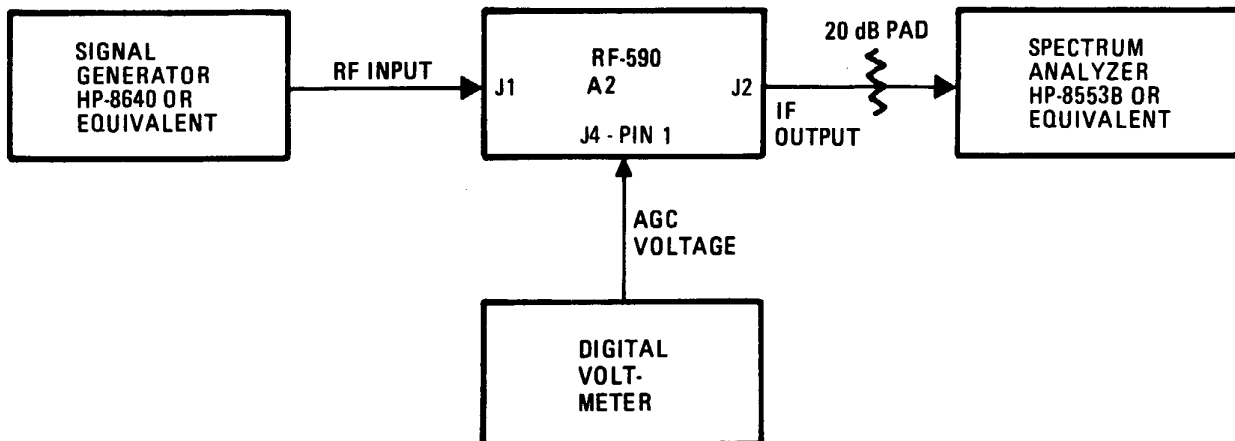 SIGNAL
GENERATOR
HP-8640 OR
EQUIVALENT
RF INPUT
RF-590
J1
A2
J2
J4 - PIN 1
20 dB PAD
IF
OUTPUT
SPECTRUM
ANALYZER
HP-8553B OR
EQUIVALENT
AGC
VOLTAGE
DIGITAL
VOLT-
METER